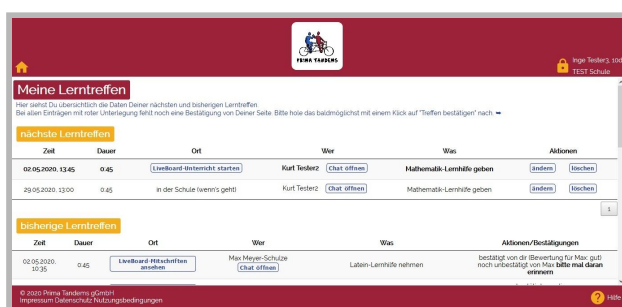 PRIMA TANDEMS
Inge Tester3, 10d
TEST Schule
Meine Lerntreffen
Hier siehst Du übersichtlich die Daten Deiner nächsten und bisherigen Lerntreffen.
Bei allen Einträgen mit roter Unterlegung fehlt noch eine Bestätigung von Deiner Seite. Bitte hole das baldmöglichst mit einem Klick auf "Treffen bestätigen" nach. ➡
nächste Lerntreffen
Zeit Dauer Ort Wer Was Aktionen
02.05.2020, 13:45 0:45 LiveBoard-Unterricht starten Kurt Tester2 Chat öffnen Mathematik-Lernhilfe geben ändern löschen
29.05.2020, 13:00 0:45 in der Schule (wenn's geht) Kurt Tester2 Chat öffnen Mathematik-Lernhilfe geben ändern löschen
1
bisherige Lerntreffen
Zeit Dauer Ort Wer Was Aktionen/Bestätigungen
02.05.2020, 10:35 0:45 LiveBoard-Mitschriften ansehen Max Meyer-Schulze Chat öffnen Latein-Lernhilfe nehmen bestätigt von dir (Bewertung für Max: gut)
noch unbestätigt von Max bitte mal daran erinnern
© 2020 Prima Tandems gGmbH
Impressum Datenschutz Nutzungsbedingungen
? Hilfe